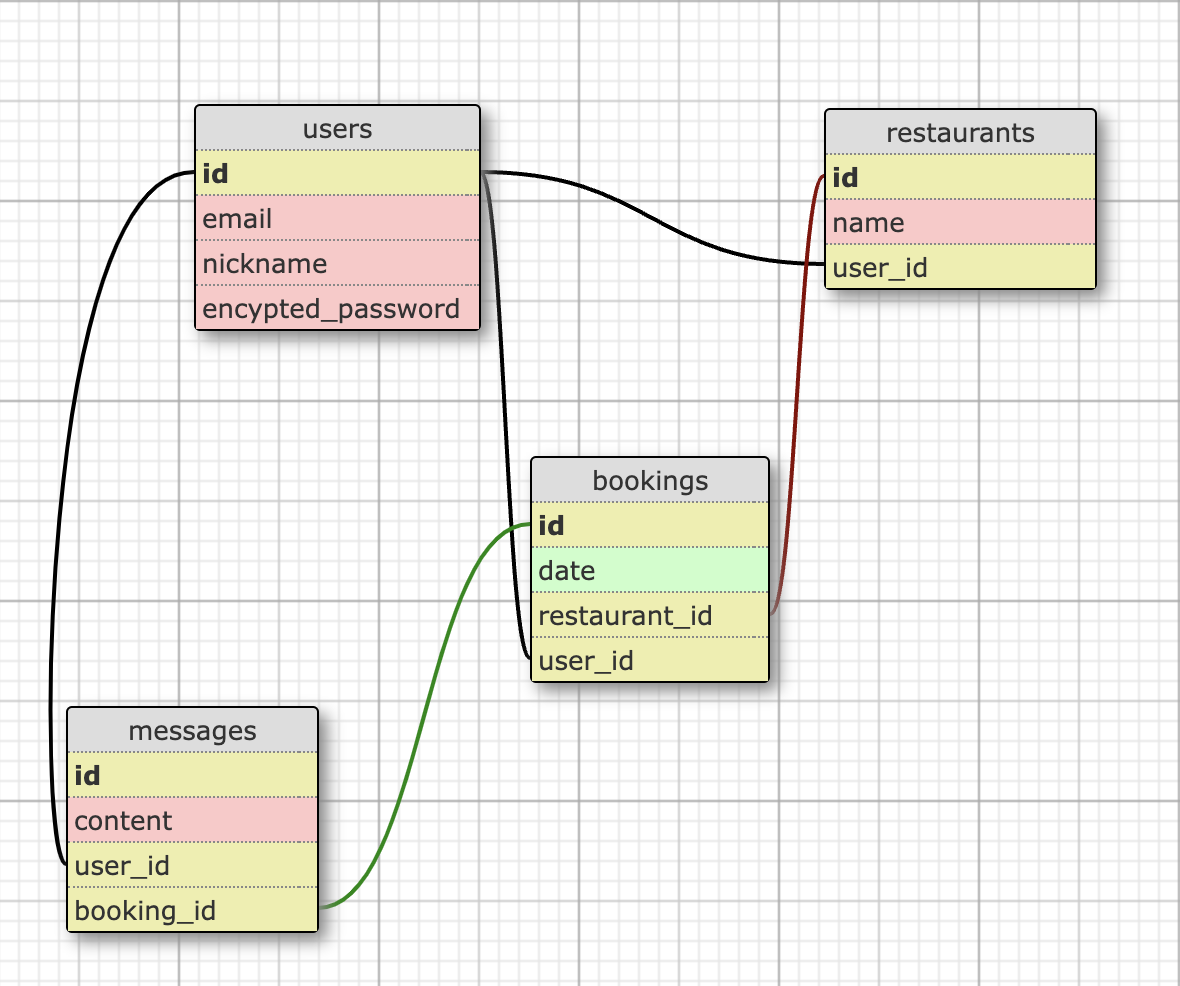 users
id
email
nickname
encypted_password
restaurants
id
name
user_id
bookings
id
date
restaurant_id
user_id
messages
id
content
user_id
booking_id